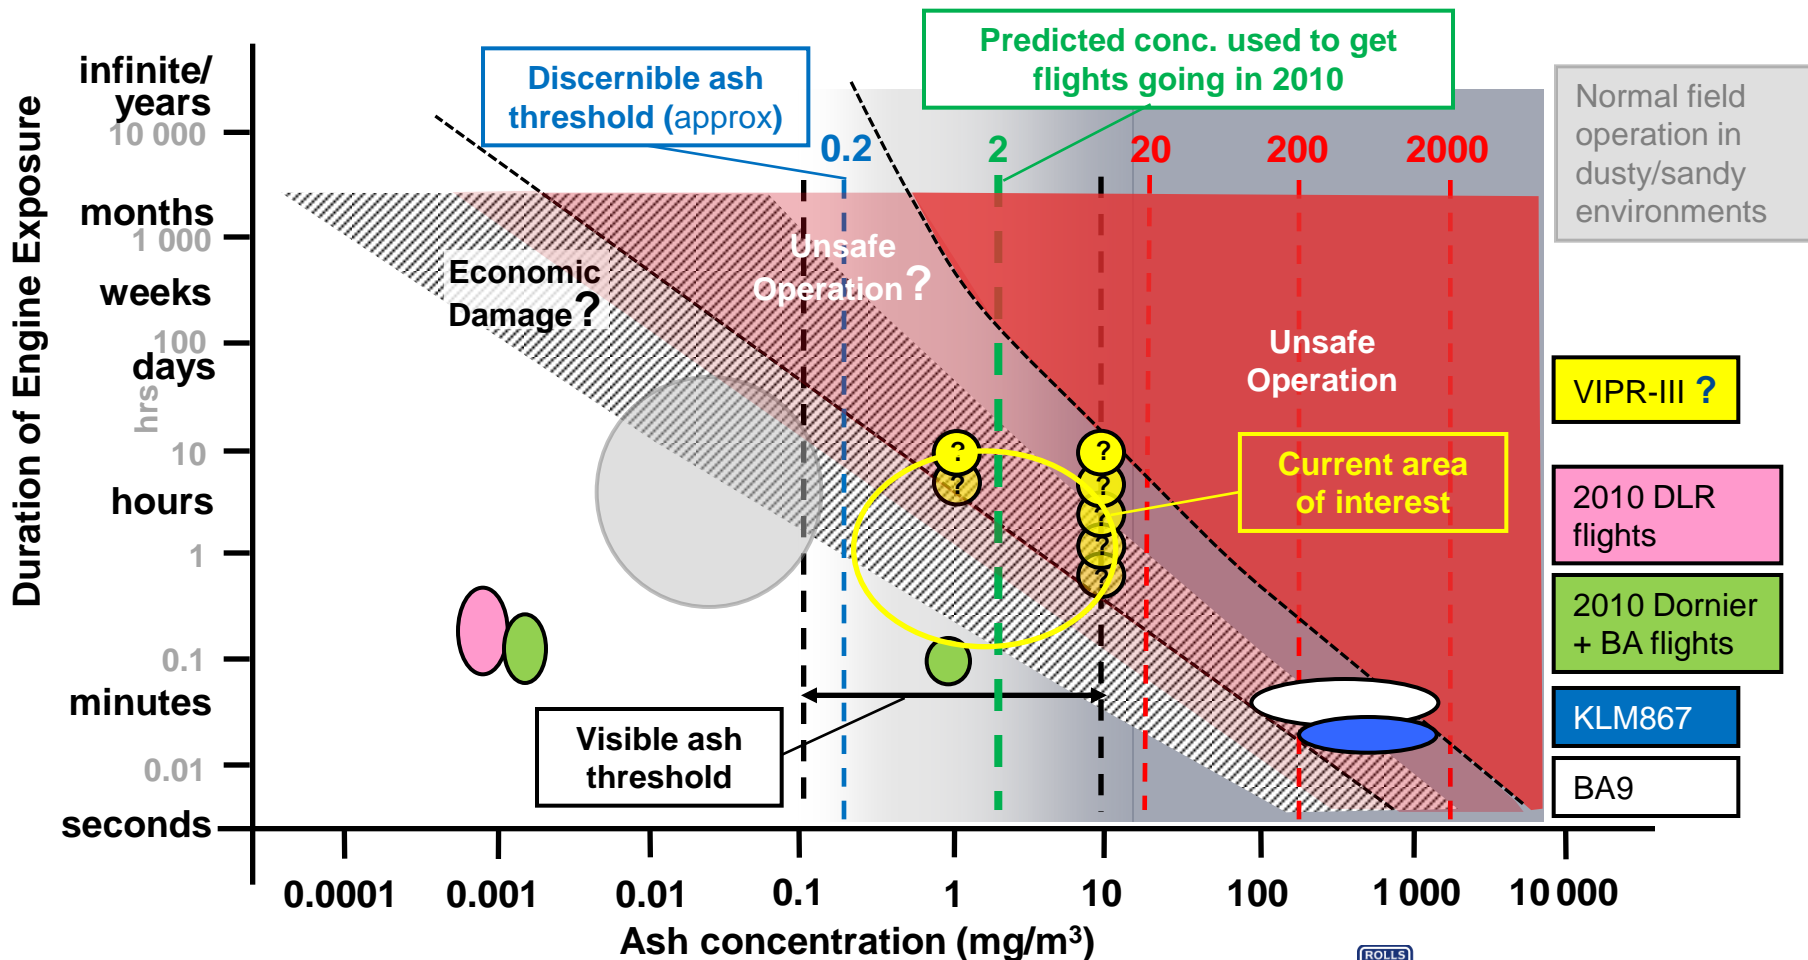 Duration of Engine Exposure
hrs
infinite/
years
10 000
months
1 000
weeks
100
days
10
hours
1
0.1
minutes
0.01
seconds
Discernible ash
threshold (approx)
Predicted conc. used to get
flights going in 2010
0.2
2
20
200
2000
Economic
Damage?
Unsafe
Operation?
Unsafe
Operation
Current area
of interest
?
?
?
?
?
?
?
Visible ash
threshold
Normal field
operation in
dusty/sandy
environments
VIPR-III ?
2010 DLR
flights
2010 Dornier
+ BA flights
KLM867
BA9
0.0001
0.001
0.01
0.1
1
10
100
1 000
10 000
Ash concentration (mg/m³)
ROLLS